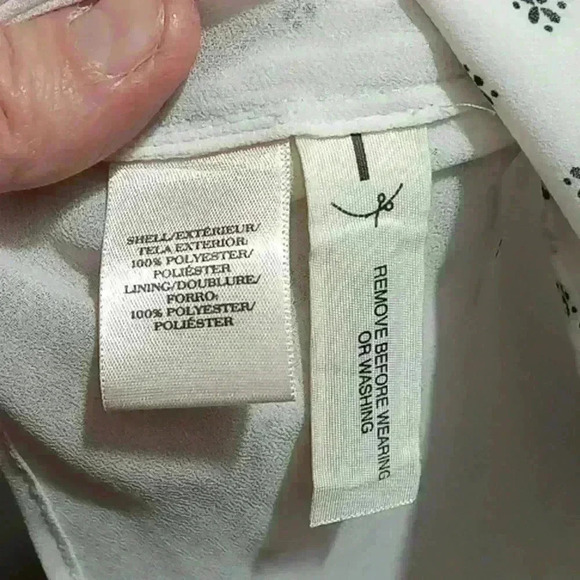 SHELL/EXTÉRIEUR/
TELA EXTERIOR:
100% POLYESTER/
POLIÉSTER
LINING/DOUBLURE/
FORRO:
100% POLYESTER/
POLIÉSTER
REMOVE BEFORE WEARING
OR WASHING